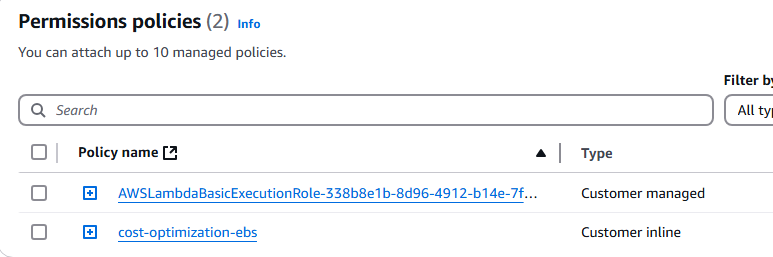 Permissions policies (2) Info
You can attach up to 10 managed policies.
Filter by
Search
All typ
Policy name Type
AWSLambdaBasicExecutionRole-338b8e1b-8d96-4912-b14e-7f... Customer managed
cost-optimization-ebs Customer inline